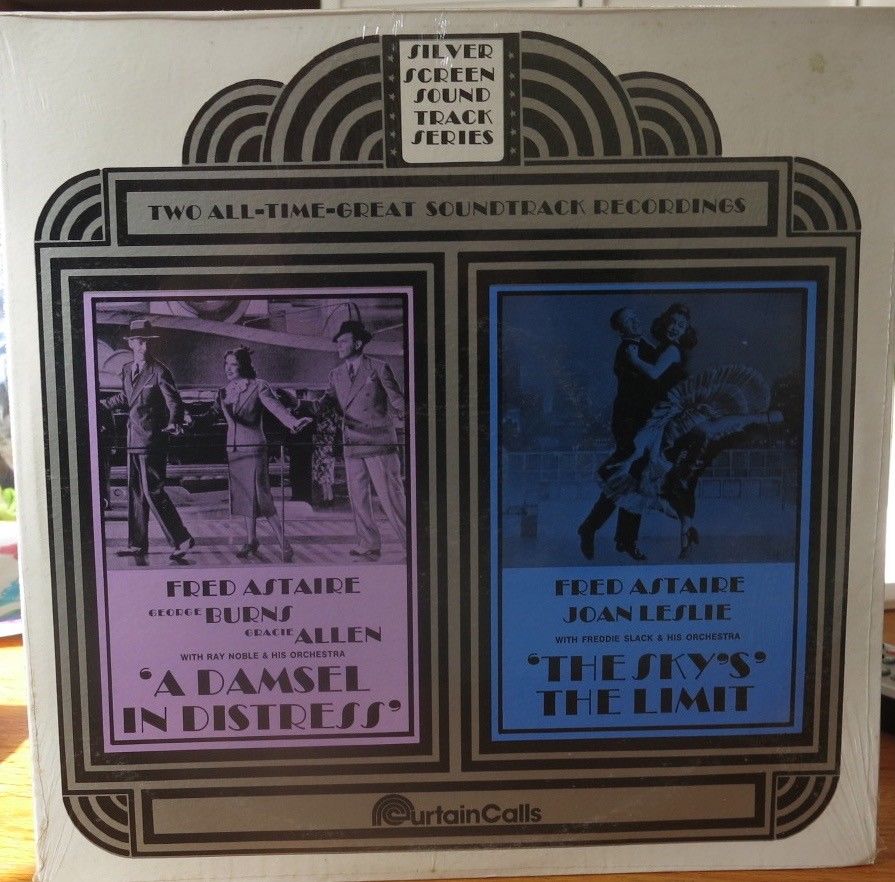 SILVER
SCREEN
SOUND
TRACK
SERIES
TWO ALL-TIME-GREAT SOUNDTRACK RECORDINGS
FRED ASTAIRE
GEORGE BURNS
GRACIE ALLEN
WITH RAY NOBLE & HIS ORCHESTRA
'A DAMSEL
IN DISTRESS'
FRED ASTAIRE
JOAN LESLIE
WITH FREDDIE SLACK & HIS ORCHESTRA
'THE SKY'S'
THE LIMIT
CurtainCalls